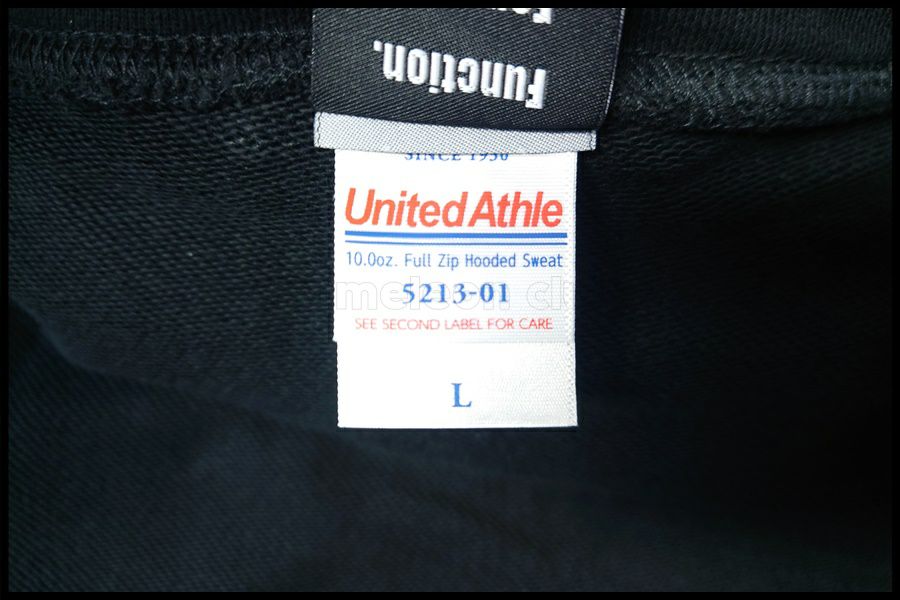 Function.
SINCE 1950
United Athle
10.0oz. Full Zip Hooded Sweat
5213-01
SEE SECOND LABEL FOR CARE
L